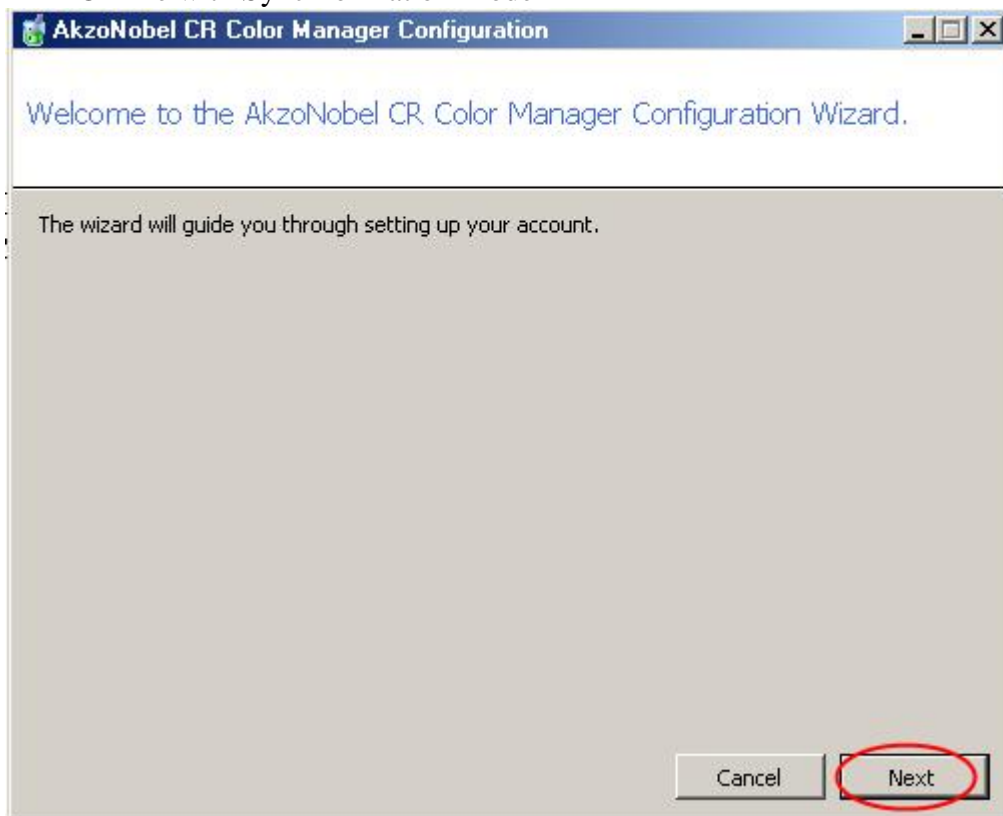 AkzoNobel CR Color Manager Configuration
Welcome to the AkzoNobel CR Color Manager Configuration Wizard.
The wizard will guide you through setting up your account.
Cancel Next